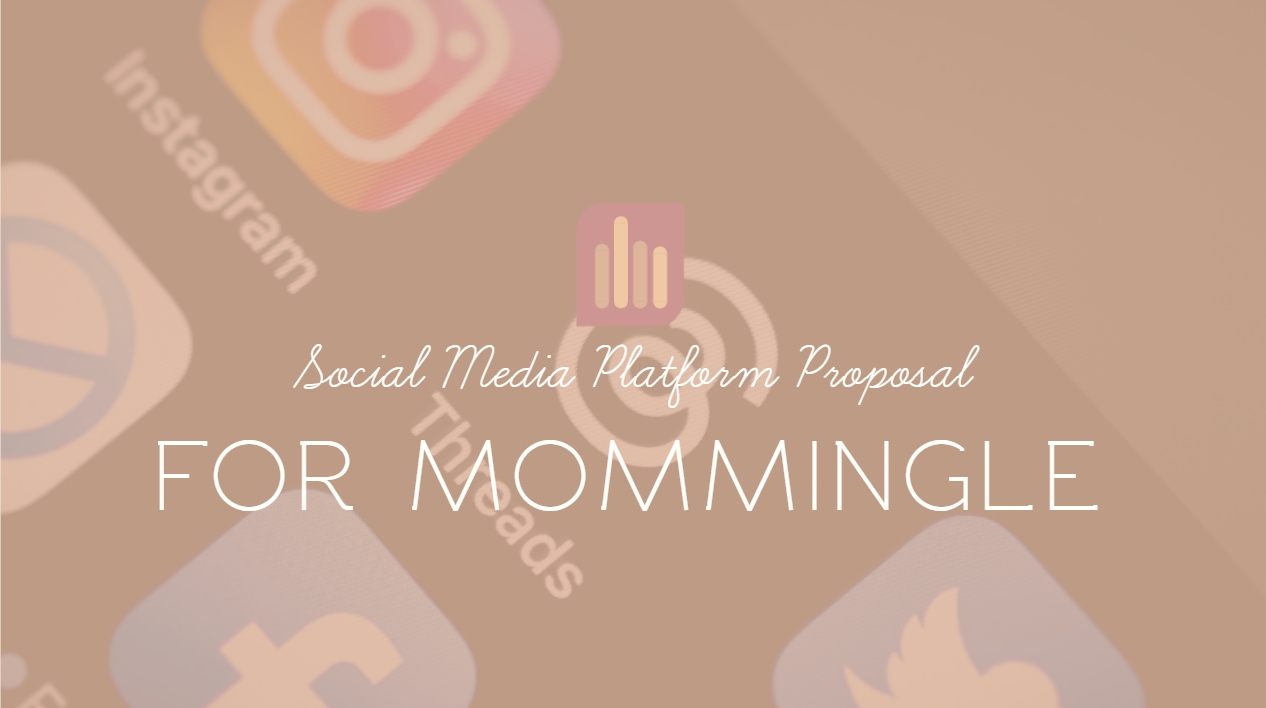 Instagram
Social Media Platform Proposal
Threads
FOR MOMMINGLE
F